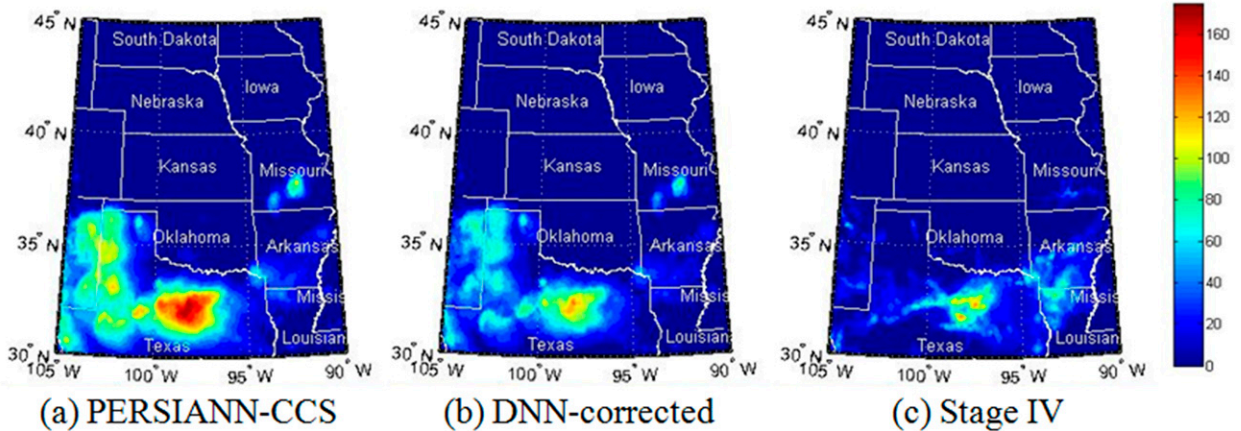 45°N
South Dakota
Iowa
Nebraska
40°N
Kansas
Missouri
35°N
Oklahoma
Arkansas
Missis
Louisian
Texas
30°N
105°W
100°W
95°W
90°W
(a) PERSIANN-CCS
45°N
South Dakota
Iowa
Nebraska
40°N
Kansas
Missouri
35°N
Oklahoma
Arkansas
Missis
Louisian
Texas
30°N
105°W
100°W
95°W
90°W
(b) DNN-corrected
45°N
South Dakota
Iowa
Nebraska
40°N
Kansas
Missouri
35°N
Oklahoma
Arkansas
Missis
Louisian
Texas
30°N
105°W
100°W
95°W
90°W
(c) Stage IV
160
140
120
100
80
60
40
20
0